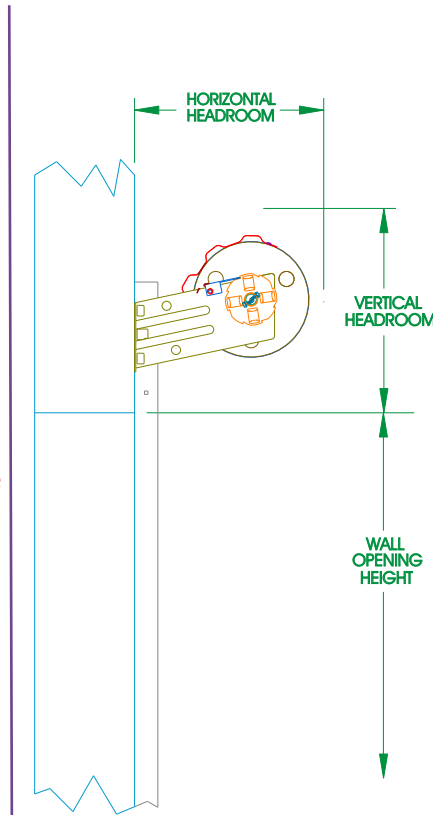 HORIZONTAL
HEADROOM
VERTICAL
HEADROOM
WALL
OPENING
HEIGHT